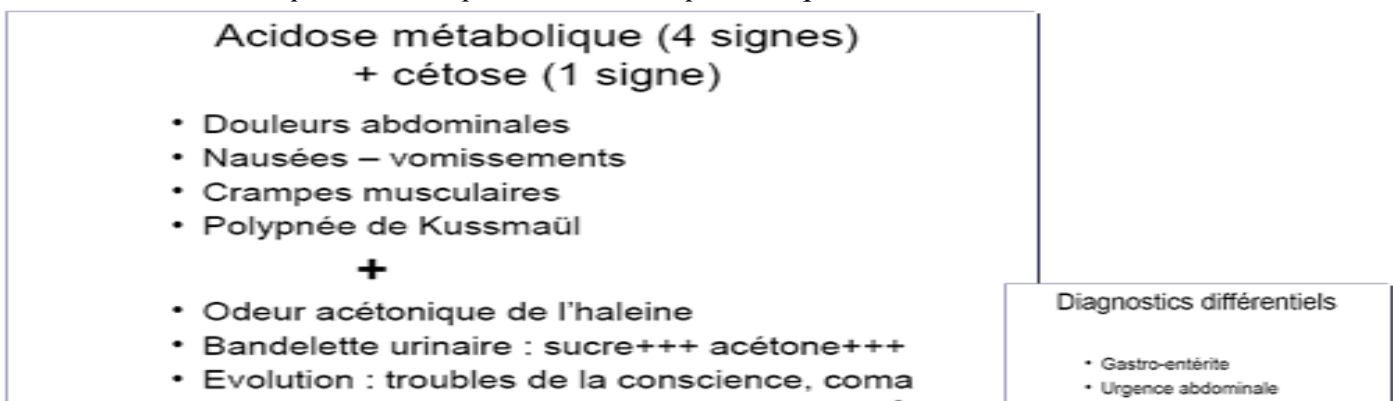 Acidose métabolique (4 signes)
+ cétose (1 signe)
• Douleurs abdominales
• Nausées – vomissements
• Crampes musculaires
• Polypnée de Kussmaül
+
• Odeur acétonique de l'haleine
• Bandelette urinaire : sucre+++ acétone+++
• Evolution : troubles de la conscience, coma
Diagnostics différentiels
• Gastro-entérite
• Urgence abdominale